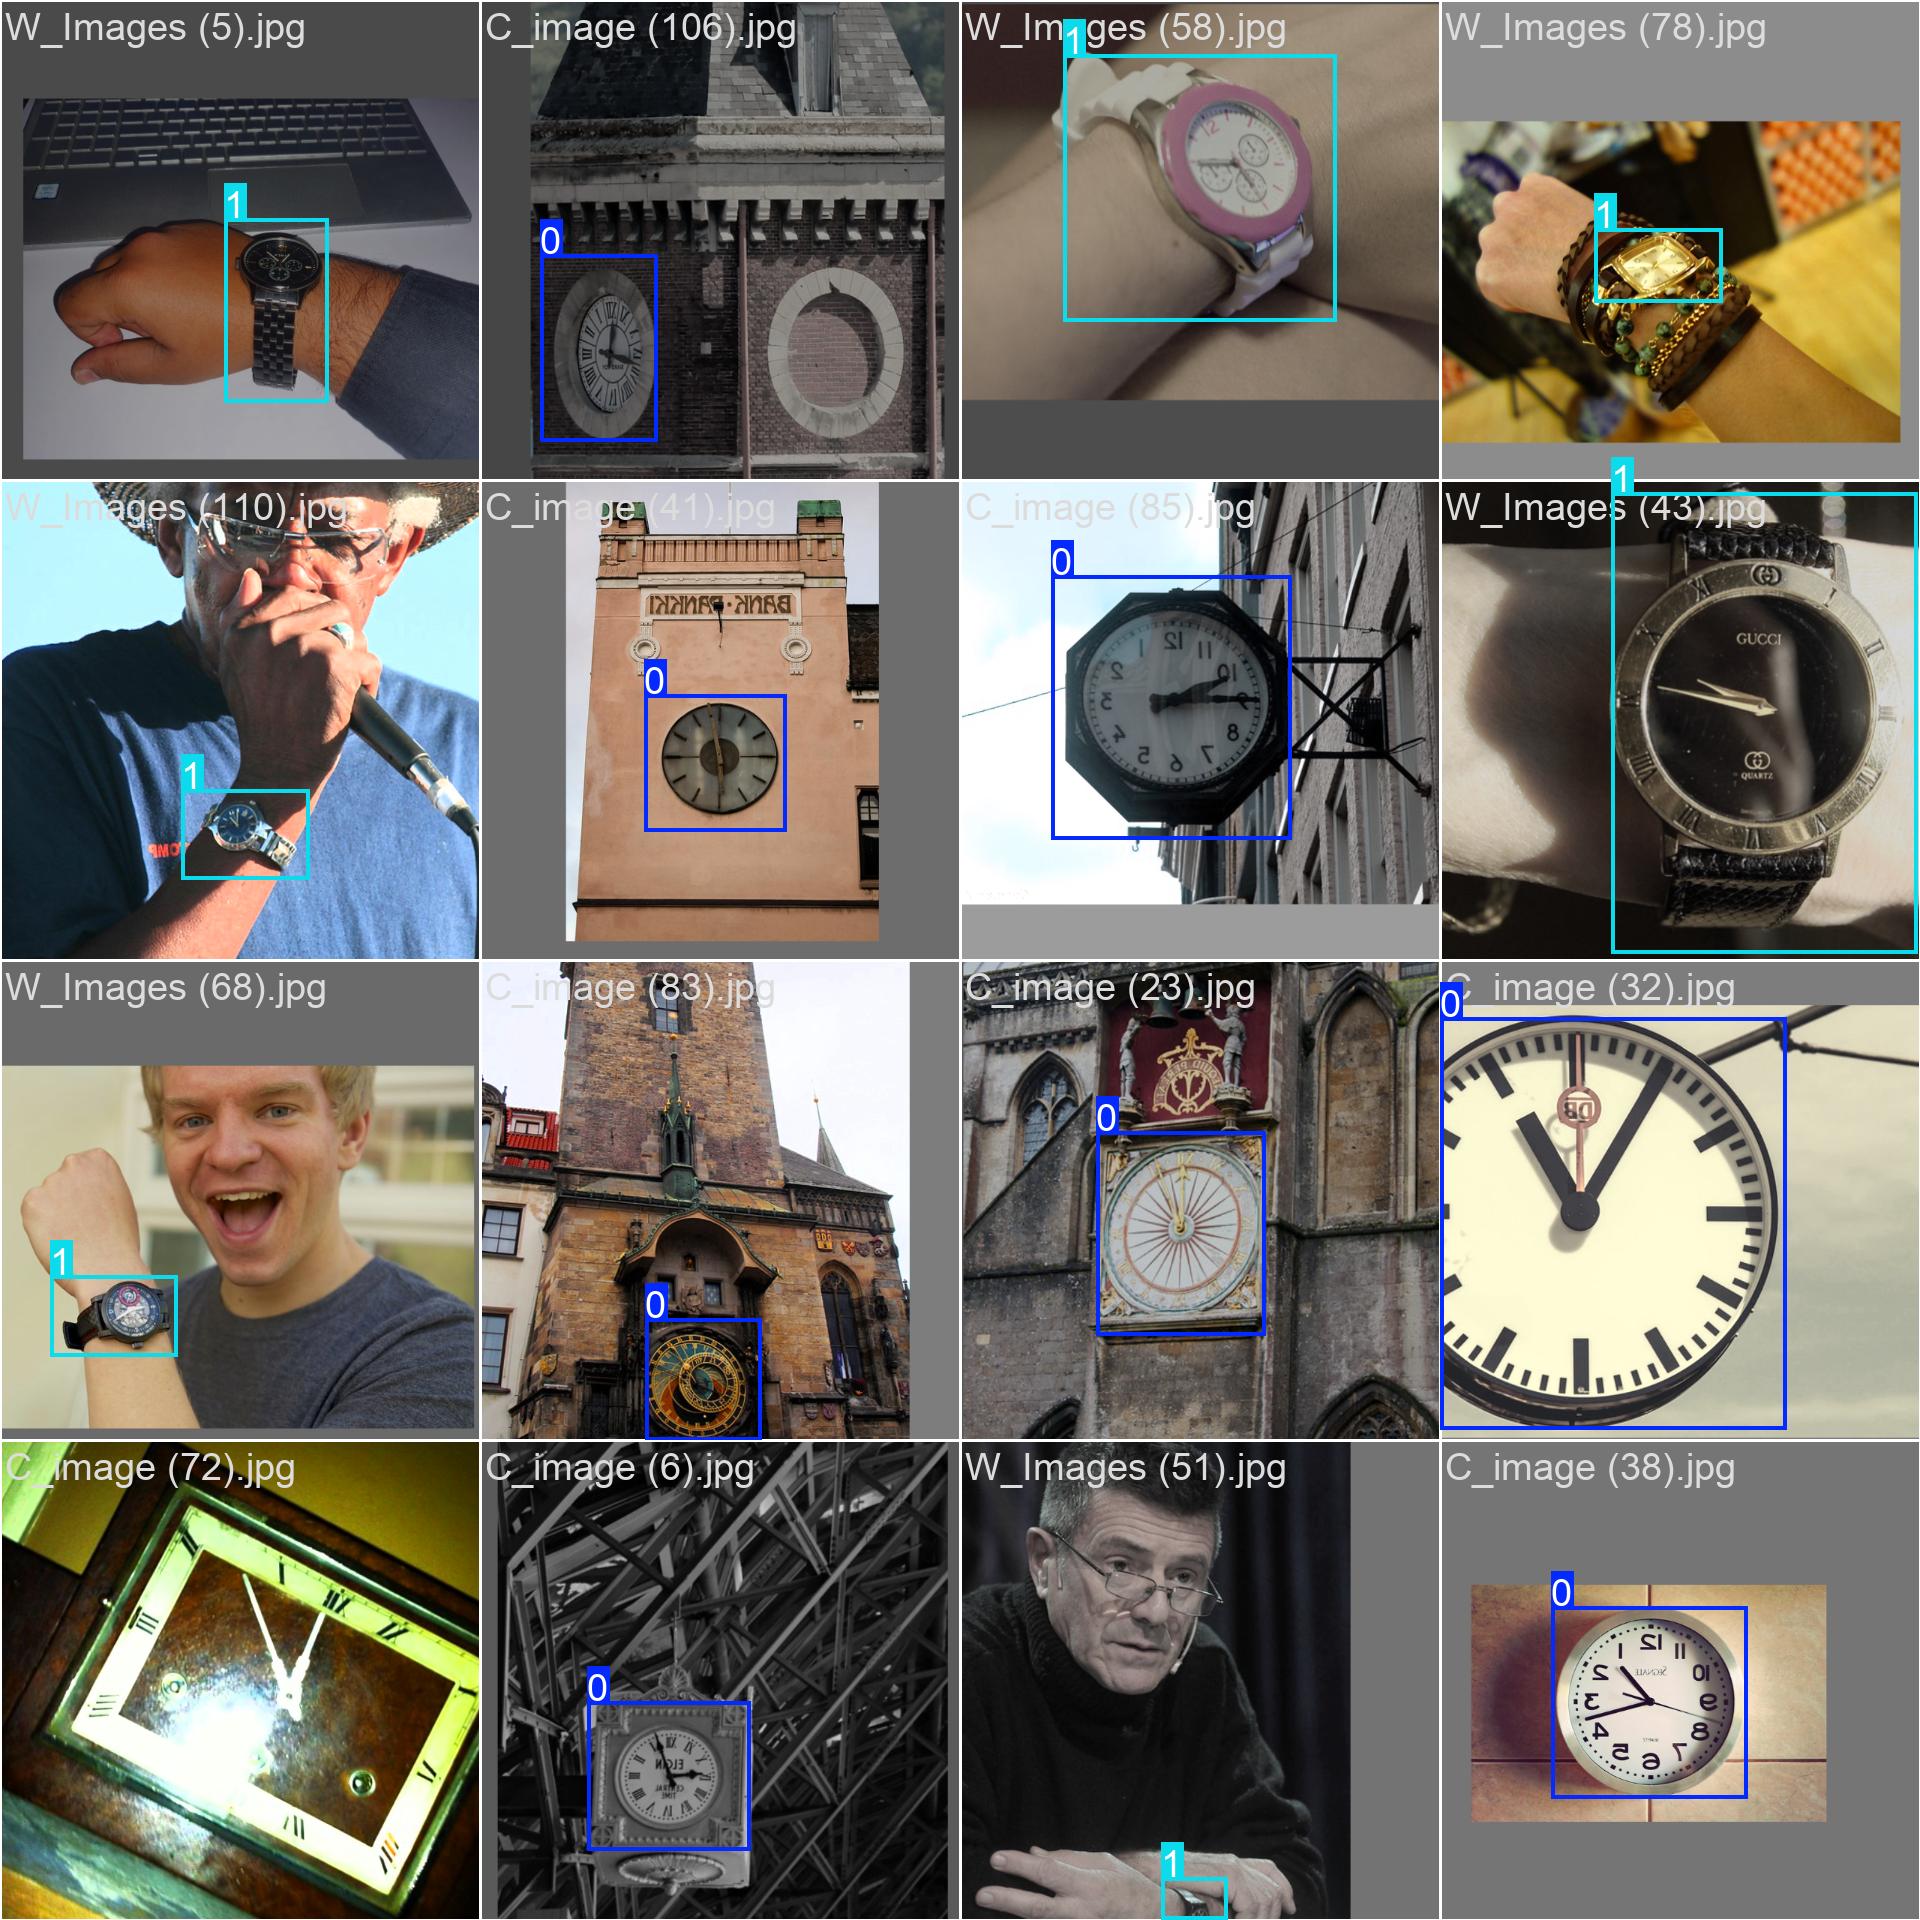 W_Images (5).jpg
1
C_image (106).jpg
0
W_Images (58).jpg
1
W_Images (78).jpg
1
W_Images (110).jpg
1
C_image (41).jpg
BANK·PANKKI
0
C_image (85).jpg
0
12
11
10
9
8
7
6
5
4
3
2
1
W_Images (43).jpg
1
GUCCI
QUARTZ
W_Images (68).jpg
1
C_image (83).jpg
0
C_image (23).jpg
0
C_image (32).jpg
0
DB
C_image (72).jpg
C_image (6).jpg
0
ELGIN
CENTRAL
TIME
W_Images (51).jpg
1
C_image (38).jpg
0
SEGNALE
12
11
10
9
8
7
6
5
4
3
2
1